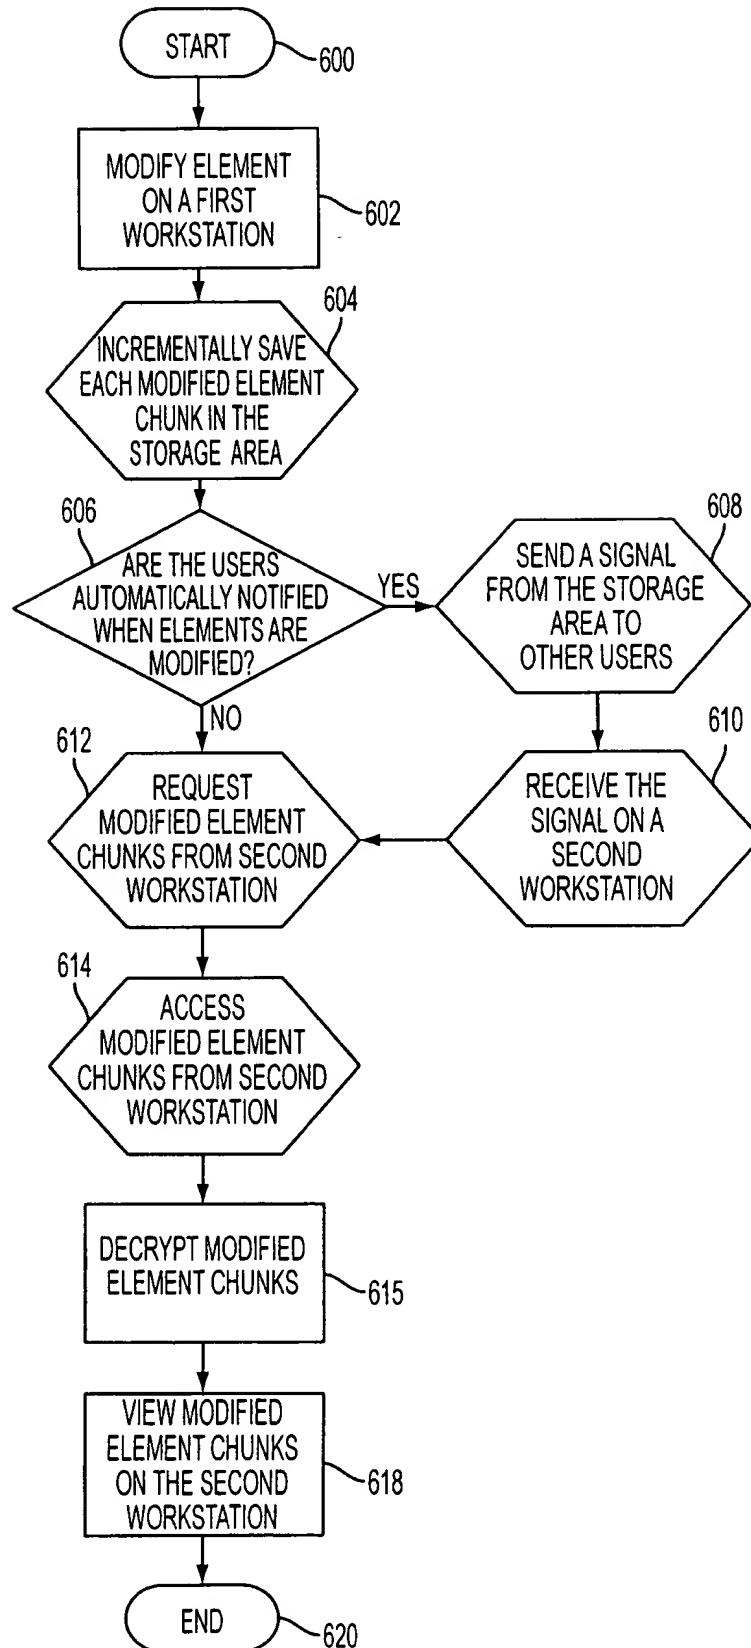 START
600
MODIFY ELEMENT
ON A FIRST
WORKSTATION
602
604
INCREMENTALLY SAVE
EACH MODIFIED ELEMENT
CHUNK IN THE
STORAGE AREA
606
ARE THE USERS
AUTOMATICALLY NOTIFIED
WHEN ELEMENTS ARE
MODIFIED?
YES
608
SEND A SIGNAL
FROM THE STORAGE
AREA TO
OTHER USERS
NO
610
RECEIVE THE
SIGNAL ON A
SECOND
WORKSTATION
612
REQUEST
MODIFIED ELEMENT
CHUNKS FROM SECOND
WORKSTATION
614
ACCESS
MODIFIED ELEMENT
CHUNKS FROM SECOND
WORKSTATION
DECRYPT MODIFIED
ELEMENT CHUNKS
615
VIEW MODIFIED
ELEMENT CHUNKS
ON THE SECOND
WORKSTATION
618
END
620